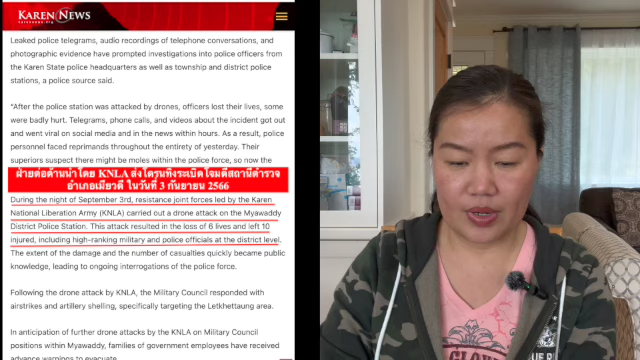 KAREN NEWS
karennews.org
Leaked police telegrams, audio recordings of telephone conversations, and
photographic evidence have prompted investigations into police officers from
the Karen State police headquarters as well as township and district police
stations, a police source said.
"After the police station was attacked by drones, officers lost their lives, some
were badly hurt. Telegrams, phone calls, and videos about the incident got out
and went viral on social media and in the news within hours. As a result, police
personnel faced reprimands throughout the entirety of yesterday. Their
superiors suspect there might be moles within the police force, so now the
ฝ่ายต่อต้านนำโดย KNLA ส่งโดรนทิ้งระเบิดโจมตีสถานีตำรวจ
อำเภอเมียวดี ในวันที่ 3 กันยายน 2566
During the night of September 3rd, resistance joint forces led by the Karen
National Liberation Army (KNLA) carried out a drone attack on the Myawaddy
District Police Station. This attack resulted in the loss of 6 lives and left 10
injured, including high-ranking military and police officials at the district level.
The extent of the damage and the number of casualties quickly became public
knowledge, leading to ongoing interrogations of the police force.
Following the drone attack by KNLA, the Military Council responded with
airstrikes and artillery shelling, specifically targeting the Letkhettaung area.
In anticipation of further drone attacks by the KNLA on Military Council
positions within Myawaddy, families of government employees have received
advance warnings to evacuate.